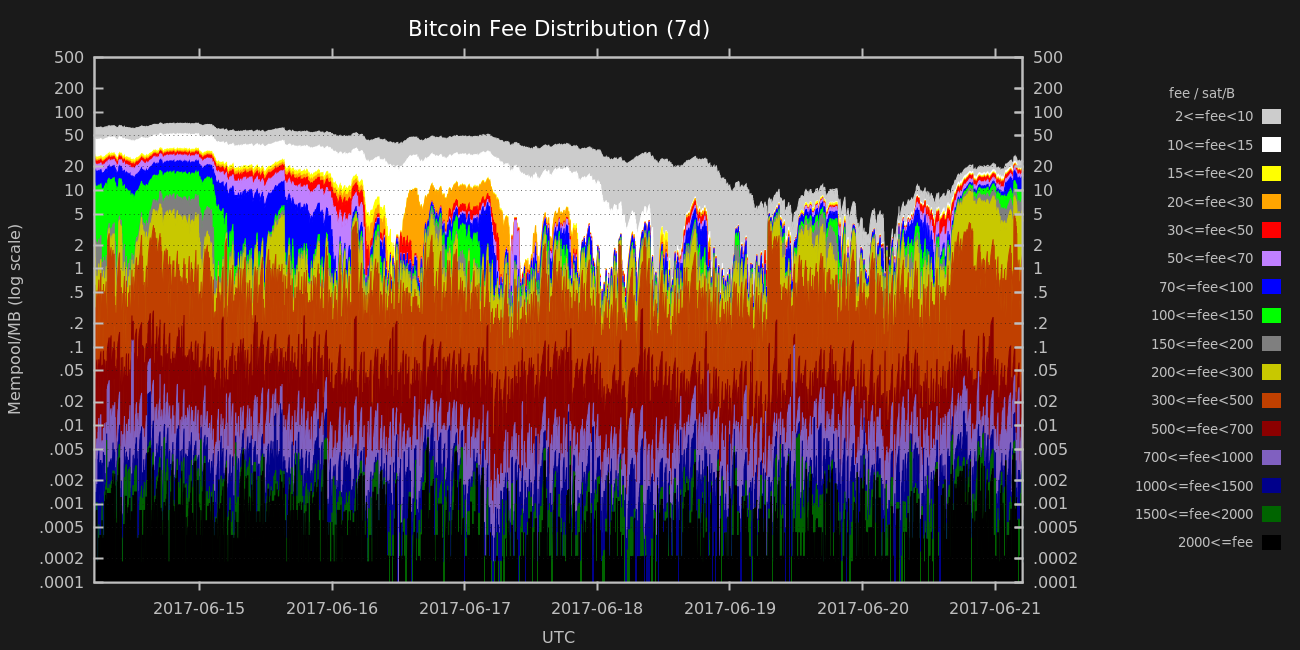 Bitcoin Fee Distribution (7d)
500 500
200 200
100 100
50 50
20 20
10 10
5 5
2 2
1 1
.5 .5
.2 .2
.1 .1
.05 .05
.02 .02
.01 .01
.005 .005
.002 .002
.001 .001
.0005 .0005
.0002 .0002
.0001 .0001
Mempool/MB (log scale)
2017-06-15 2017-06-16 2017-06-17 2017-06-18 2017-06-19 2017-06-20 2017-06-21
UTC
fee / sat/B
2<=fee<10
10<=fee<15
15<=fee<20
20<=fee<30
30<=fee<50
50<=fee<70
70<=fee<100
100<=fee<150
150<=fee<200
200<=fee<300
300<=fee<500
500<=fee<700
700<=fee<1000
1000<=fee<1500
1500<=fee<2000
2000<=fee